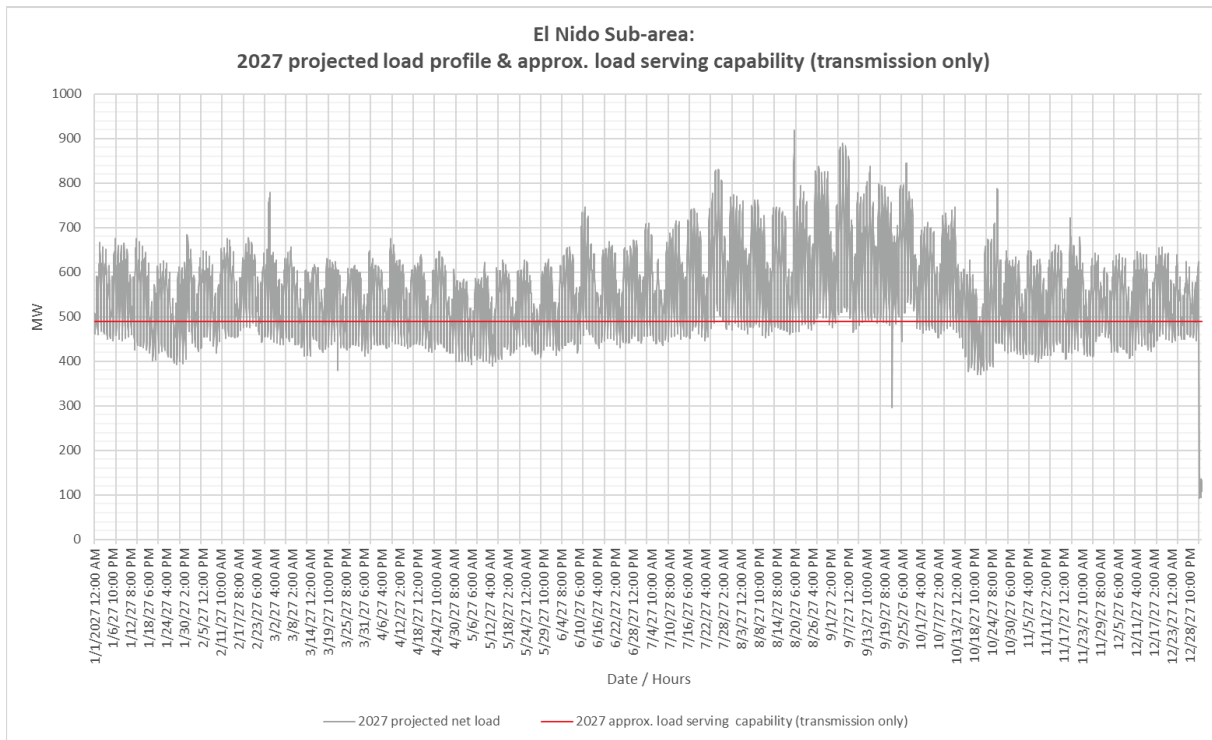 El Nido Sub-area:
2027 projected load profile & approx. load serving capability (transmission only)
1000
900
800
700
600
500
400
300
200
100
0
MW
1/1/2027 12:00 AM
1/6/27 10:00 PM
1/12/27 8:00 PM
1/18/27 6:00 PM
1/24/27 4:00 PM
1/30/27 2:00 PM
2/5/27 12:00 PM
2/11/27 10:00 AM
2/17/27 8:00 AM
2/23/27 6:00 AM
3/2/27 4:00 AM
3/8/27 2:00 AM
3/14/27 12:00 AM
3/19/27 10:00 PM
3/25/27 8:00 PM
3/31/27 6:00 PM
4/6/27 4:00 PM
4/12/27 2:00 PM
4/18/27 12:00 PM
4/24/27 10:00 AM
4/30/27 8:00 AM
5/6/27 6:00 AM
5/12/27 4:00 AM
5/18/27 2:00 AM
5/24/27 12:00 AM
5/29/27 10:00 PM
6/4/27 8:00 PM
6/10/27 6:00 PM
6/16/27 4:00 PM
6/22/27 2:00 PM
6/28/27 12:00 PM
7/4/27 10:00 AM
7/10/27 8:00 AM
7/16/27 6:00 AM
7/22/27 4:00 AM
7/28/27 2:00 AM
8/3/27 12:00 AM
8/8/27 10:00 PM
8/14/27 8:00 PM
8/20/27 6:00 PM
8/26/27 4:00 PM
9/1/27 2:00 PM
9/7/27 12:00 PM
9/13/27 10:00 AM
9/19/27 8:00 AM
9/25/27 6:00 AM
10/1/27 4:00 AM
10/7/27 2:00 AM
10/13/27 12:00 AM
10/18/27 10:00 PM
10/24/27 8:00 PM
10/30/27 6:00 PM
11/5/27 4:00 PM
11/11/27 2:00 PM
11/17/27 12:00 PM
11/23/27 10:00 AM
11/29/27 8:00 AM
12/5/27 6:00 AM
12/11/27 4:00 AM
12/17/27 2:00 AM
12/23/27 12:00 AM
12/28/27 10:00 PM
Date / Hours
2027 projected net load
2027 approx. load serving capability (transmission only)